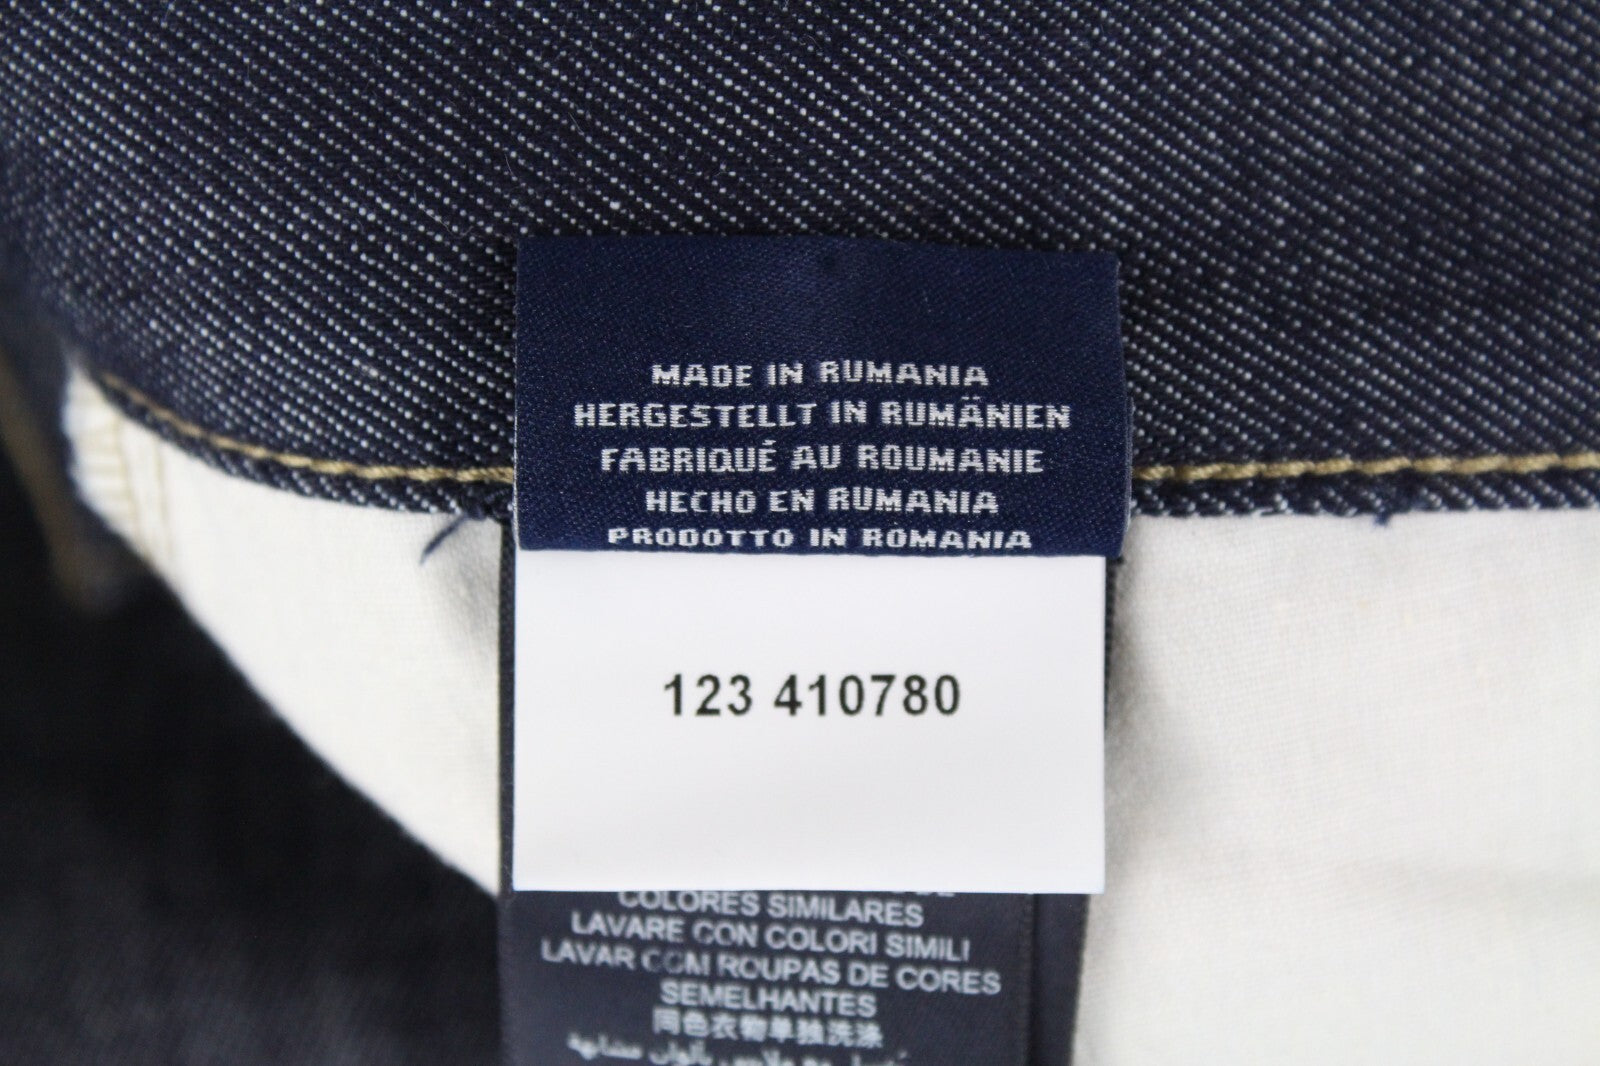 MADE IN RUMANIA
HERGESTELLT IN RUMÄNIEN
FABRIQUÉ AU ROUMANIE
HECHO EN RUMANIA
PRODOTTO IN ROMANIA
123 410780
COLORES SIMILARES
LAVARE CON COLORI SIMILI
LAVAR COM ROUPAS DE CORES
SEMELHANTES
同色衣物单独洗涤